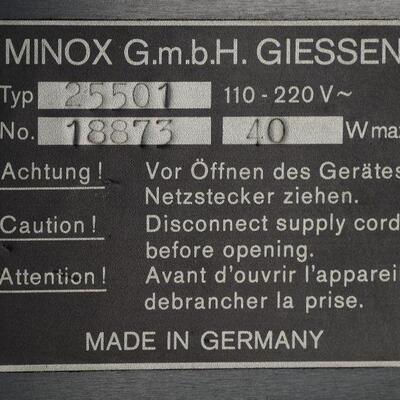 MINOX G.m.b.H. GIESSEN
Typ 25501 110-220 V~
No. 18873 40 Wmax
Achtung! Vor Öffnen des Gerätes
Netzstecker ziehen.
Caution! Disconnect supply cord
before opening.
Attention! Avant d'ouvrir l'appareil
debrancher la prise.
MADE IN GERMANY